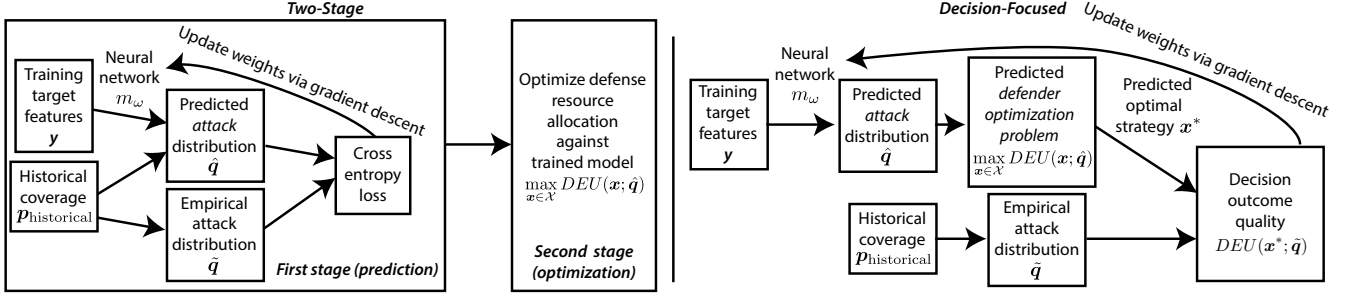 Two-Stage
Training
target
features
y
Neural
network
m_ω
Update weights via gradient descent
Historical
coverage
p_historical
Predicted
attack
distribution
q̂
Empirical
attack
distribution
q̃
Cross
entropy
loss
First stage (prediction)
Optimize defense
resource
allocation
against
trained model
max DEU(x; q̂)
x∈𝒳
Second stage
(optimization)
Decision-Focused
Training
target
features
y
Neural
network
m_ω
Update weights via gradient descent
Predicted
attack
distribution
q̂
Predicted
defender
optimization
problem
max DEU(x; q̂)
x∈𝒳
Predicted
optimal
strategy x*
Historical
coverage
p_historical
Empirical
attack
distribution
q̃
Decision
outcome
quality
DEU(x*; q̃)